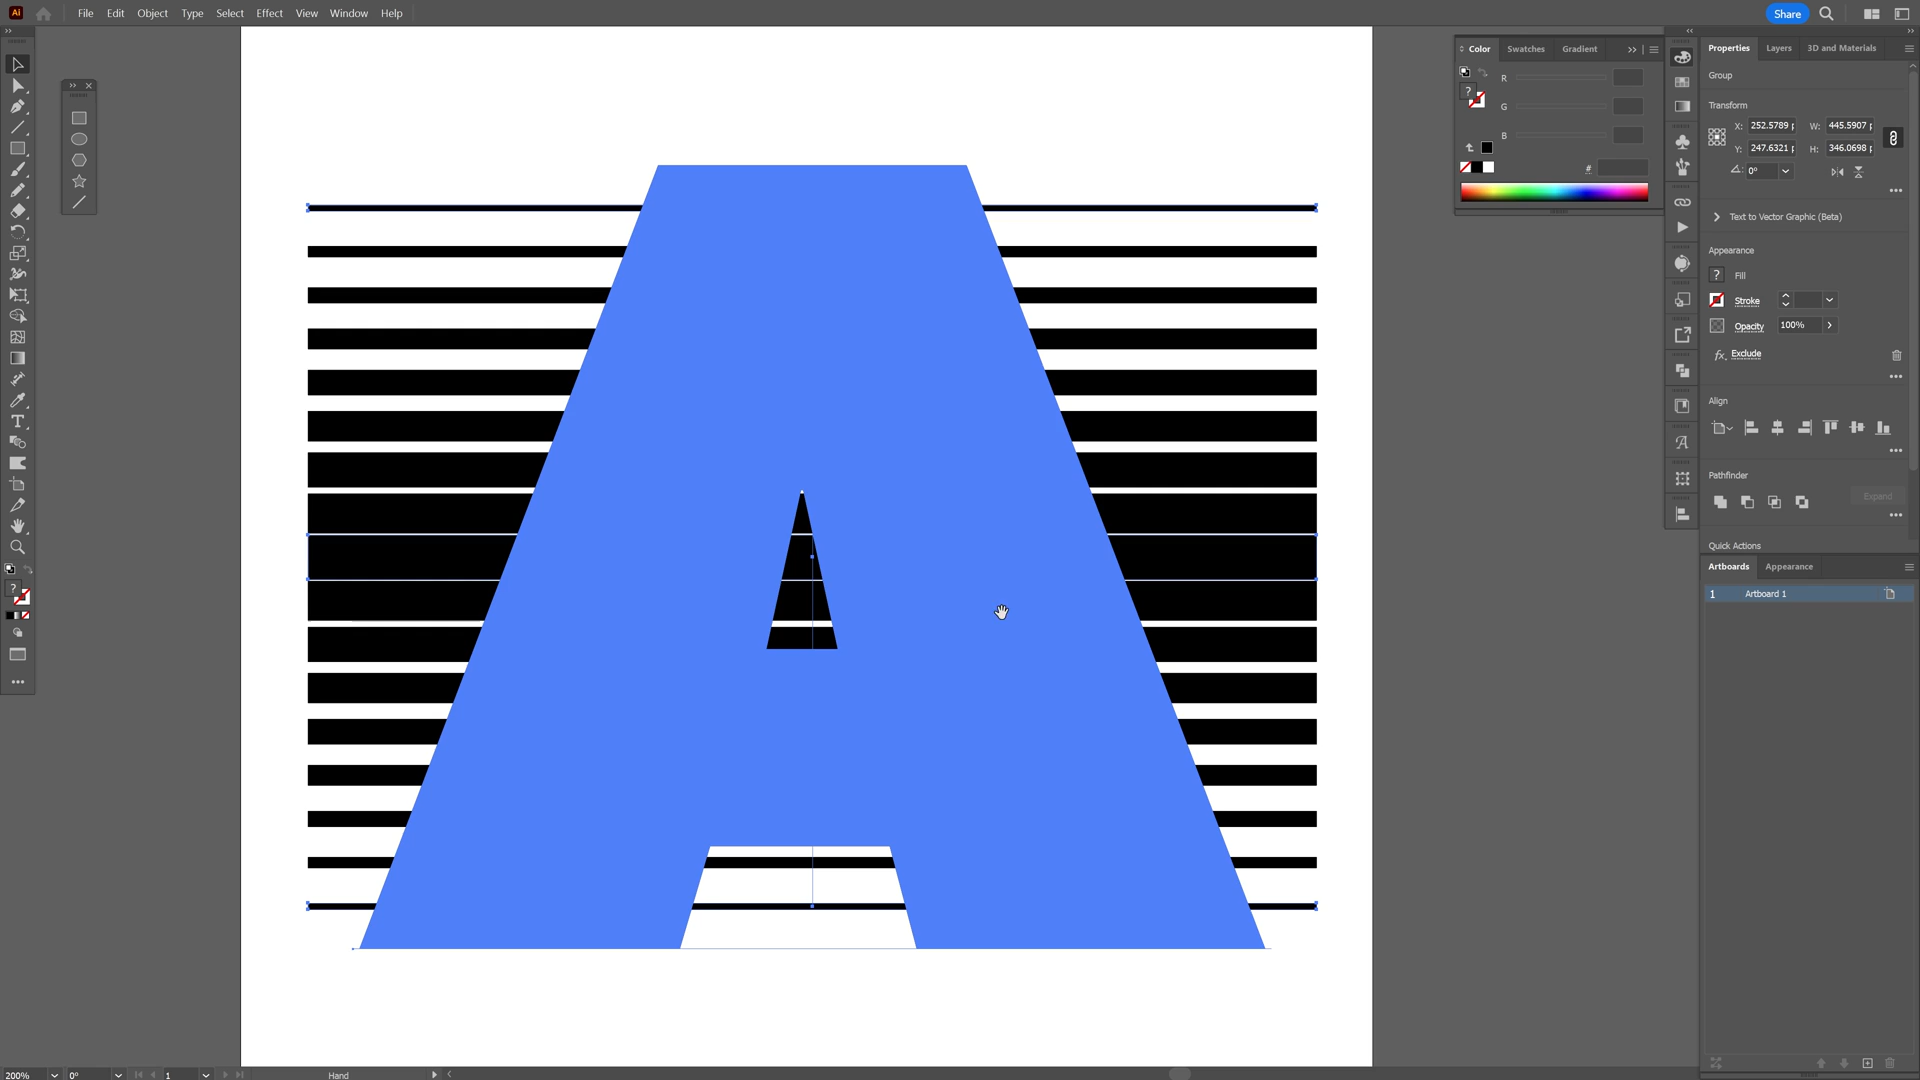 Ai File Edit Object Type Select Effect View Window Help Share
Color Swatches Gradient
R
G
B
#
Properties Layers 3D and Materials
Group
Transform
X: 252.5789 p W: 445.5907 p
Y: 247.6321 p H: 346.0698 p
0°
Text to Vector Graphic (Beta)
Appearance
? Fill
Stroke
Opacity 100%
fx. Exclude
Align
Pathfinder
Expand
Quick Actions
Artboards Appearance
1 Artboard 1
A
200% 0° 1 Hand